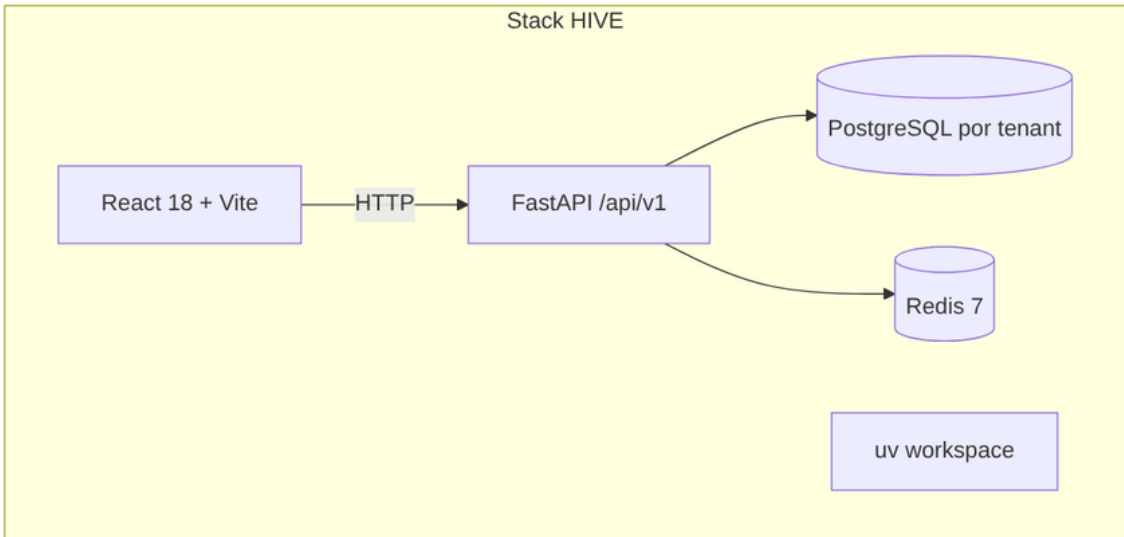 Stack HIVE
PostgreSQL por tenant
React 18 + Vite
HTTP
FastAPI /api/v1
Redis 7
uv workspace